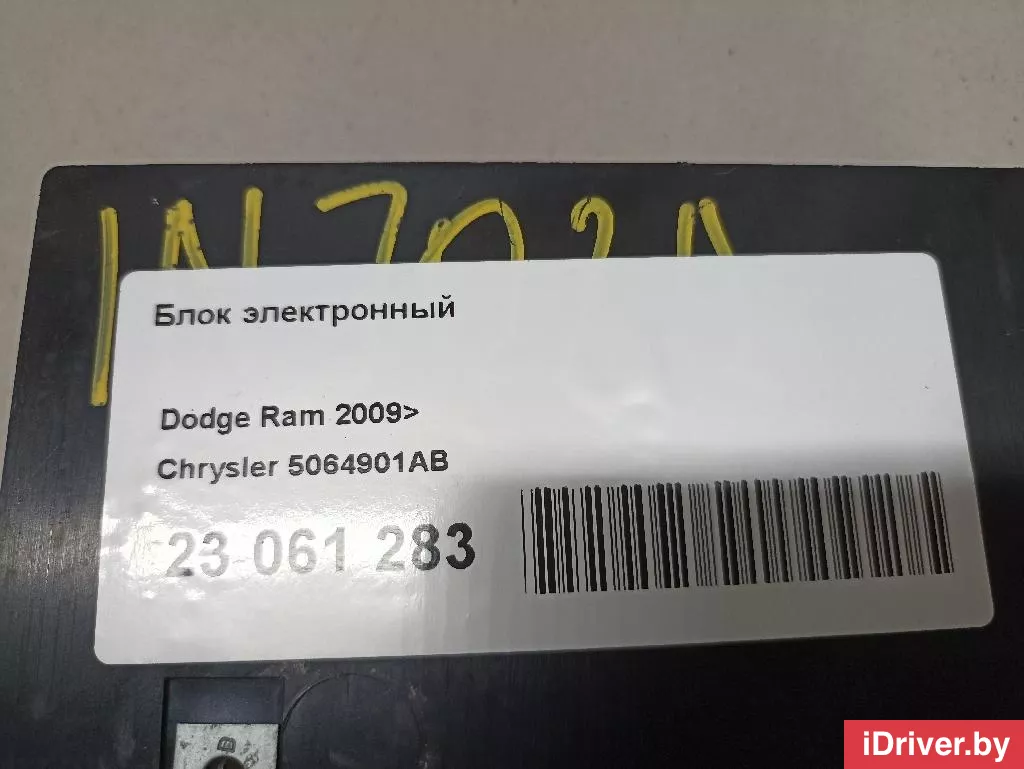 Блок электронный
Dodge Ram 2009>
Chrysler 5064901AB
23 061 283
iDriver.by